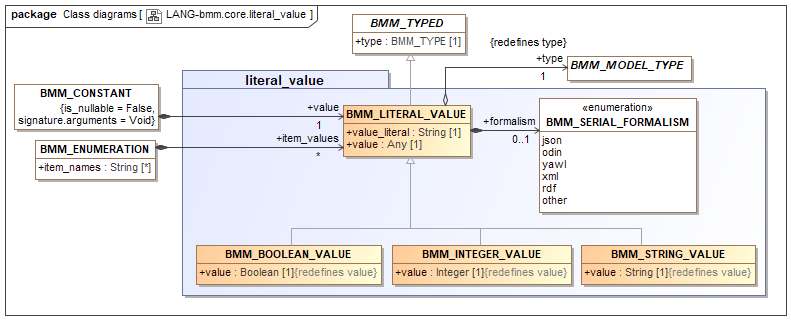 package Class diagrams [ LANG-bmm.core.literal_value ]
BMM_TYPED
+type : BMM_TYPE [1]
{redefines type}
+type
1
BMM_MODEL_TYPE
literal_value
BMM_CONSTANT
{is_nullable = False,
signature.arguments = Void}
+value
1
BMM_ENUMERATION
+item_names : String [*]
+item_values
*
BMM_LITERAL_VALUE
+value_literal : String [1]
+value : Any [1]
+formalism
0..1
«enumeration»
BMM_SERIAL_FORMALISM
json
odin
yawl
xml
rdf
other
BMM_BOOLEAN_VALUE
+value : Boolean [1]{redefines value}
BMM_INTEGER_VALUE
+value : Integer [1]{redefines value}
BMM_STRING_VALUE
+value : String [1]{redefines value}